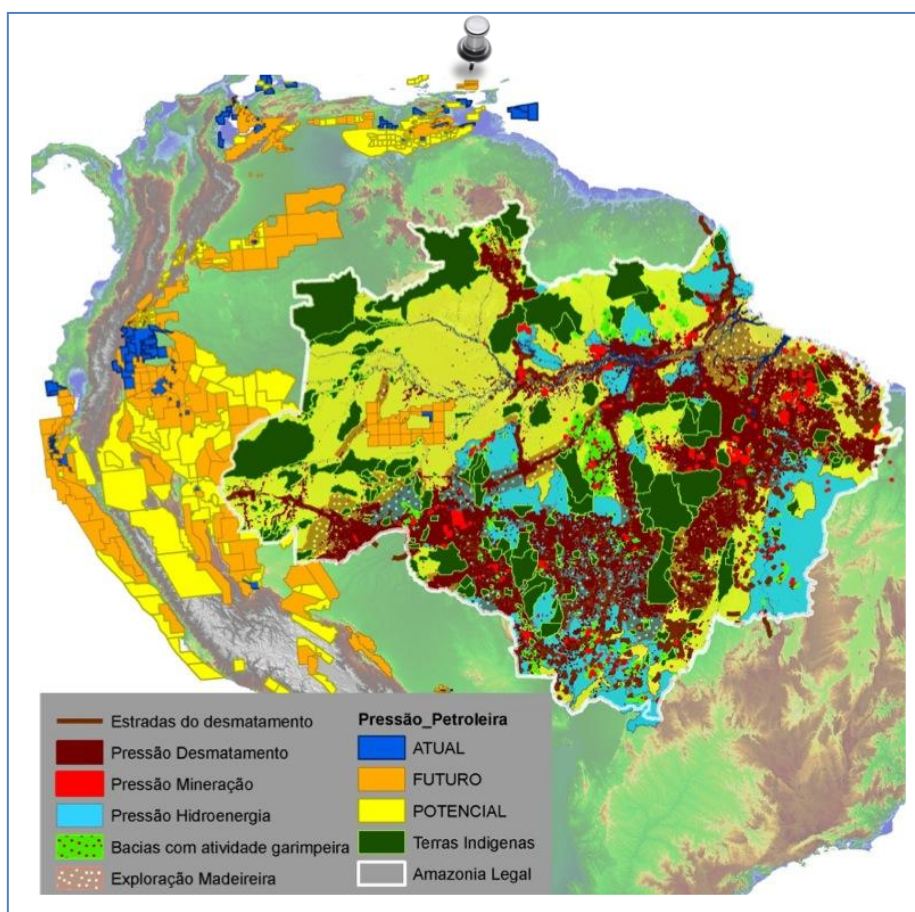 Estradas do desmatamento
Pressão Desmatamento
Pressão Mineração
Pressão Hidroenergia
Bacias com atividade garimpeira
Exploração Madeireira
Pressão_Petroleira
ATUAL
FUTURO
POTENCIAL
Terras Indigenas
Amazonia Legal